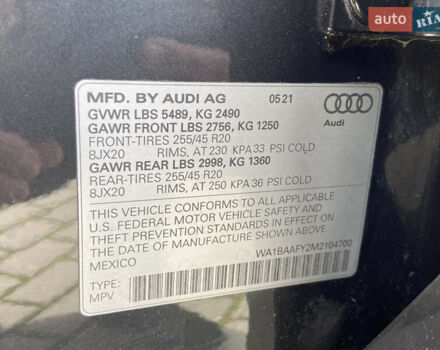 auto
RIA
MFD. BY AUDI AG 05 21
GVWR LBS 5489, KG 2490
GAWR FRONT LBS 2756, KG 1250
FRONT-TIRES 255/45 R20
8JX20 RIMS, AT 230 KPA 33 PSI COLD
GAWR REAR LBS 2998, KG 1360
REAR-TIRES 255/45 R20
8JX20 RIMS, AT 250 KPA 36 PSI COLD
THIS VEHICLE CONFORMS TO ALL APPLICABLE
U.S. FEDERAL MOTOR VEHICLE SAFETY AND
THEFT PREVENTION STANDARDS IN EFFECT ON
THE DATE OF MANUFACTURE SHOWN ABOVE
MEXICO
TYPE: WA1BAAFY2M2104700
MPV
Audi